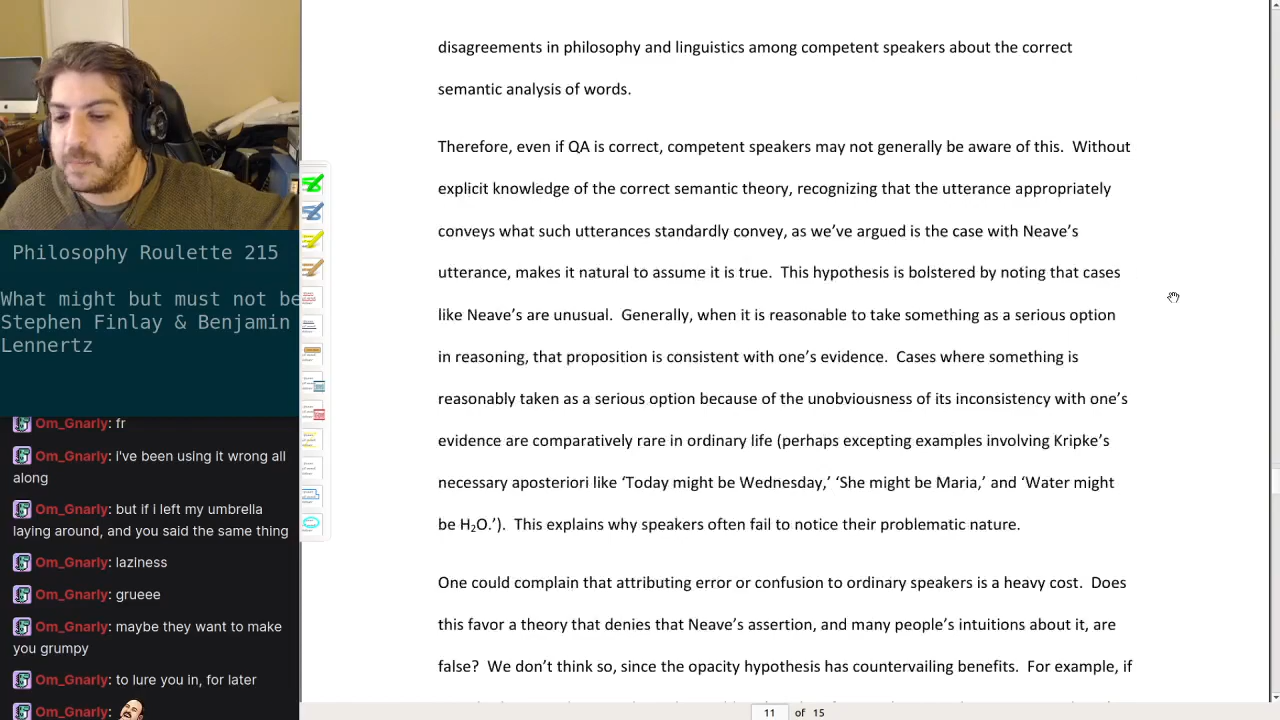 disagreements in philosophy and linguistics among competent speakers about the correct
semantic analysis of words.
Therefore, even if QA is correct, competent speakers may not generally be aware of this.  Without
explicit knowledge of the correct semantic theory, recognizing that the utterance appropriately
conveys what such utterances standardly convey, as we’ve argued is the case with Neave’s
utterance, makes it natural to assume it is true.  This hypothesis is bolstered by noting that cases
like Neave’s are unusual.  Generally, when it is reasonable to take something as a serious option
in reasoning, that proposition is consistent with one’s evidence.  Cases where something is
reasonably taken as a serious option because of the unobviousness of its inconsistency with one’s
evidence are comparatively rare in ordinary life (perhaps excepting examples involving Kripke’s
necessary aposteriori like ‘Today might be Wednesday,’ ‘She might be Maria,’ and ‘Water might
be H₂O.’).  This explains why speakers often fail to notice their problematic nature.
One could complain that attributing error or confusion to ordinary speakers is a heavy cost.  Does
this favor a theory that denies that Neave’s assertion, and many people’s intuitions about it, are
false?  We don’t think so, since the opacity hypothesis has countervailing benefits.  For example, if
11 of 15
Philosophy Roulette 215
What might but must not be
Stephen Finlay & Benjamin
Lennertz
Om_Gnarly: fr
Om_Gnarly: i've been using it wrong all
along
Om_Gnarly: but if i left my umbrella
laying around, and you said the same thing
Om_Gnarly: laziness
Om_Gnarly: grueee
Om_Gnarly: maybe they want to make
you grumpy
Om_Gnarly: to lure you in, for later
Om_Gnarly: